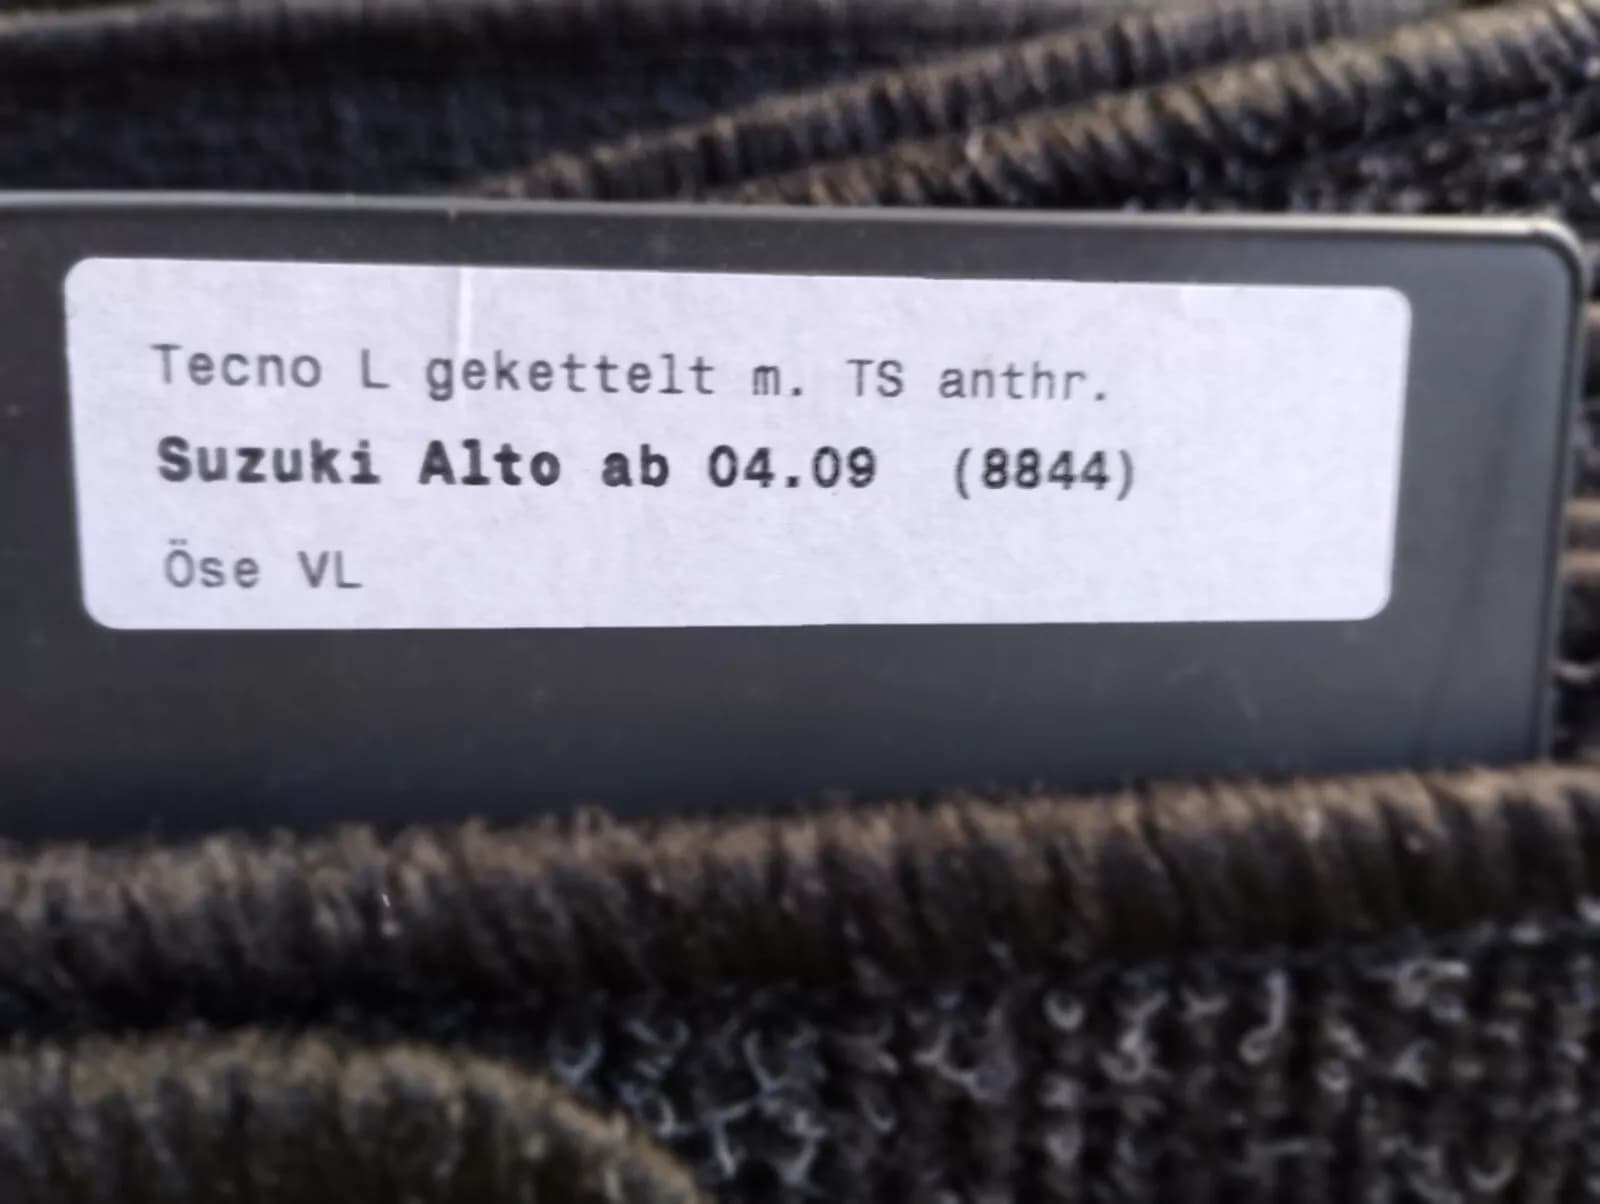 Tecno L gekettelt m. TS anthr.
Suzuki Alto ab 04.09 (8844)
Öse VL